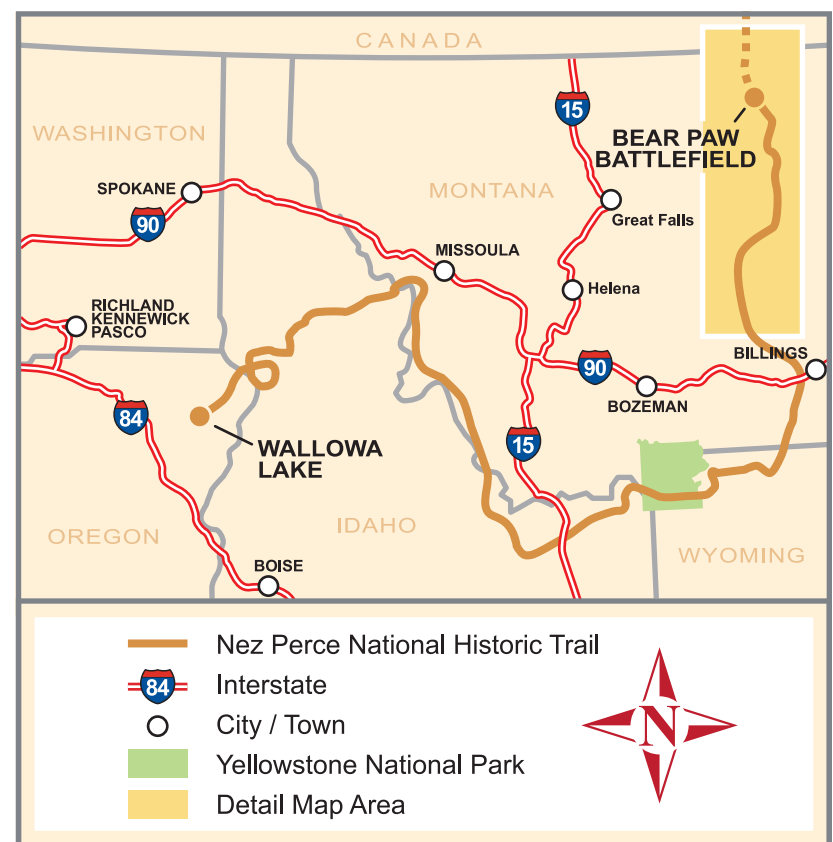 CANADA
WASHINGTON
15
BEAR PAW
BATTLEFIELD
SPOKANE
MONTANA
90
Great Falls
MISSOULA
Helena
RICHLAND
KENNEWICK
PASCO
BILLINGS
90
BOZEMAN
84
WALLOWA
LAKE
15
OREGON
IDAHO
WYOMING
BOISE
Nez Perce National Historic Trail
84
Interstate
City / Town
Yellowstone National Park
Detail Map Area
N